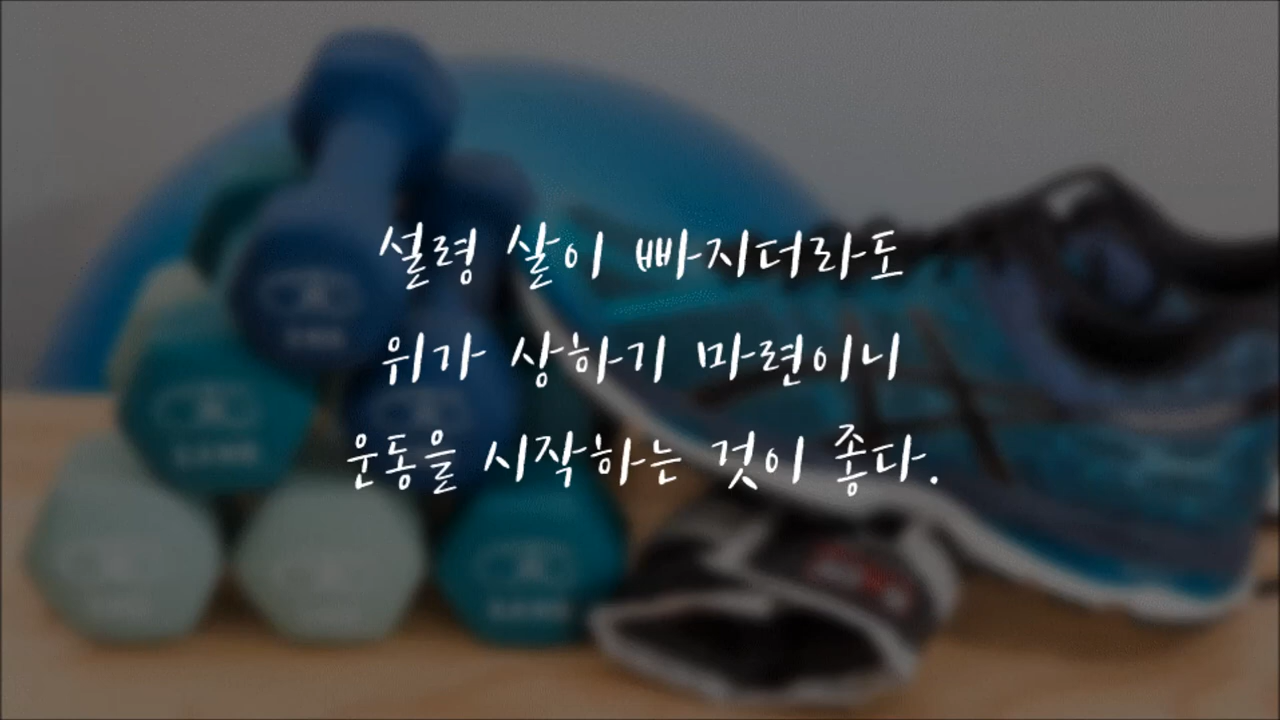 설령 살이 빠지더라도
위가 상하기 마련이니
운동을 시작하는 것이 좋다.